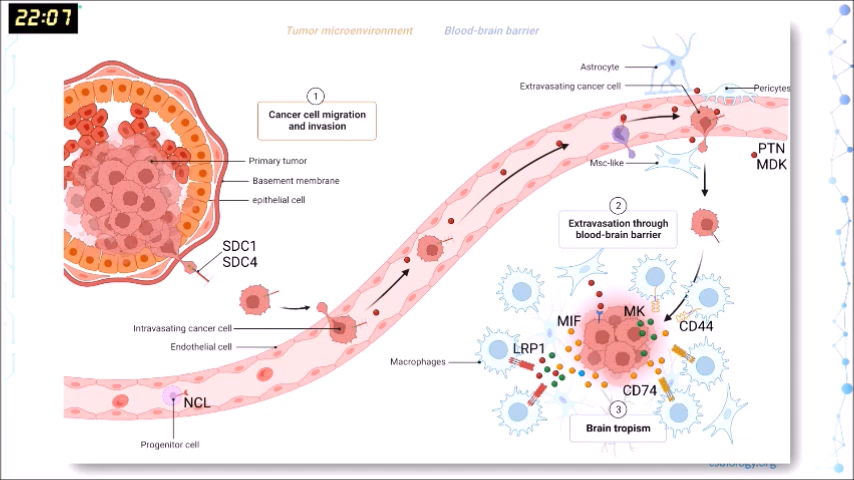 22:07
Tumor microenvironment
Blood-brain barrier
1
Cancer cell migration
and invasion
Primary tumor
Basement membrane
epithelial cell
SDC1
SDC4
Intravasating cancer cell
Endothelial cell
NCL
Progenitor cell
Astrocyte
Extravasating cancer cell
Pericytes
Msc-like
PTN
MDK
2
Extravasation through
blood-brain barrier
MIF
MK
CD44
LRP1
Macrophages
CD74
3
Brain tropism